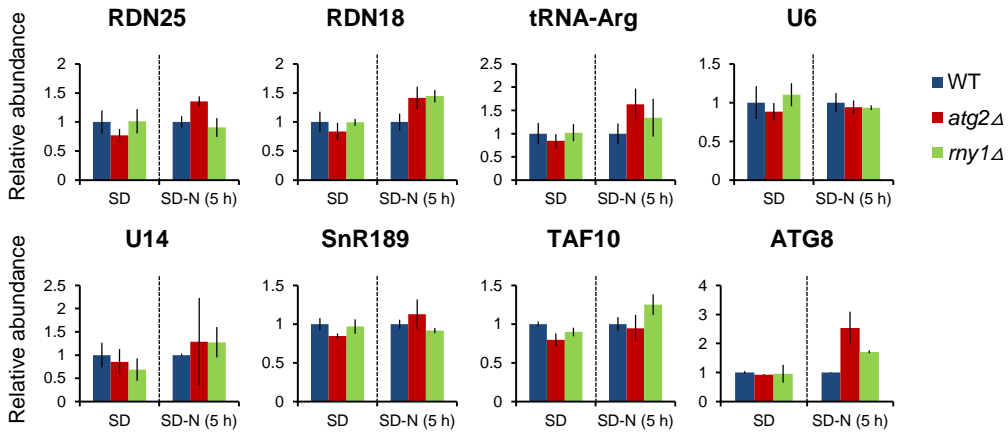 RDN25 RDN18 tRNA-Arg U6
Relative abundance
2
1.5
1
0.5
0
SD SD-N (5 h)
2
1.5
1
0.5
0
SD SD-N (5 h)
2.5
2
1.5
1
0.5
0
SD SD-N (5 h)
1.5
1
0.5
0
SD SD-N (5 h)
WT
atg2Δ
rny1Δ
U14 SnR189 TAF10 ATG8
Relative abundance
2.5
2
1.5
1
0.5
0
SD SD-N (5 h)
1.5
1
0.5
0
SD SD-N (5 h)
1.5
1
0.5
0
SD SD-N (5 h)
4
3
2
1
0
SD SD-N (5 h)